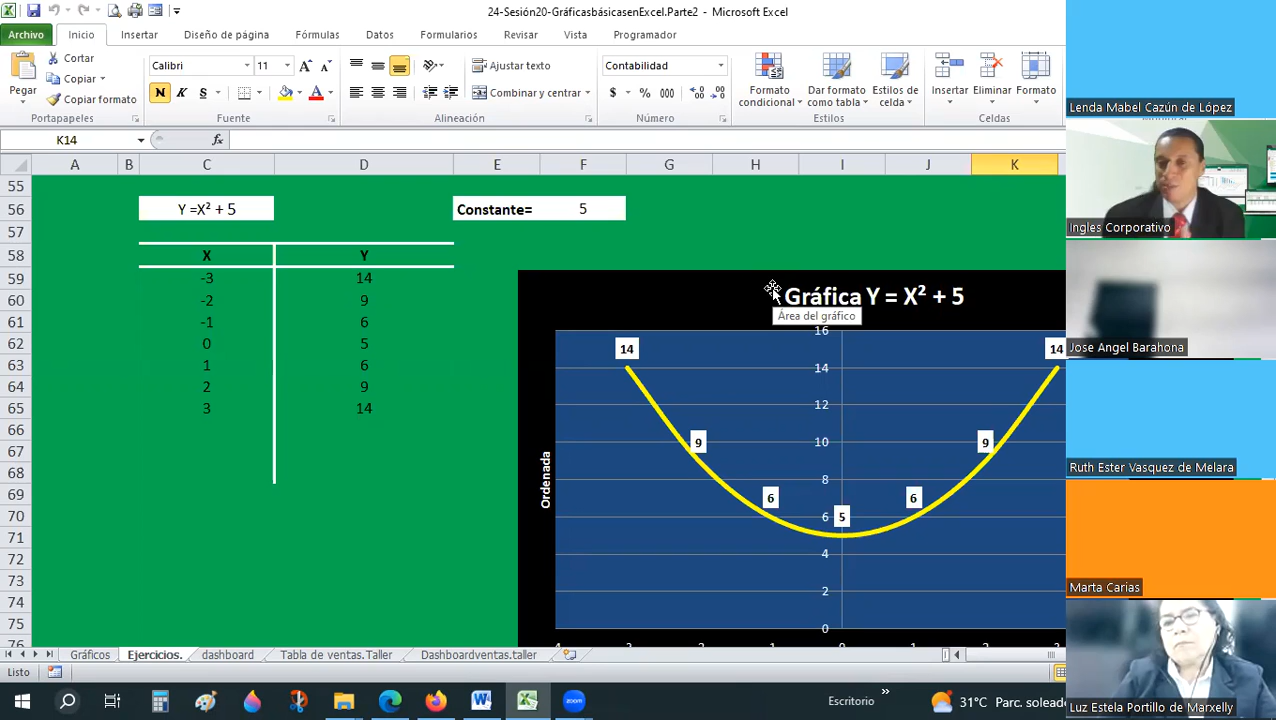 24-Sesión20-GráficasbásicasenExcel.Parte2 - Microsoft Excel
Archivo Inicio Insertar Diseño de página Fórmulas Datos Formularios Revisar Vista Programador
Pegar
Cortar
Copiar
Copiar formato
Portapapeles
Calibri 11
N K S
Fuente
Ajustar texto
Combinar y centrar
Alineación
Contabilidad
$ % 000
Número
Formato condicional
Dar formato como tabla
Estilos de celda
Estilos
Insertar Eliminar Formato
Celdas
K14 fx
A B C D E F G H I J K
55
56 Y =X² + 5 Constante= 5
57
58 X Y
59 -3 14
60 -2 9
61 -1 6
62 0 5
63 1 6
64 2 9
65 3 14
66
67
68
69
70
71
72
73
74
75
76
Gráfica Y = X² + 5
Área del gráfico
Ordenada
16
14
12
10
8
6
4
2
0
14 9 6 5 6 9 14
Gráficos Ejercicios. dashboard Tabla de ventas.Taller Dashboardventas.taller
Listo
Escritorio
31°C Parc. soleado
zoom
Lenda Mabel Cazún de López
Ingles Corporativo
Jose Angel Barahona
Ruth Ester Vasquez de Melara
Marta Carias
Luz Estela Portillo de Marxelly